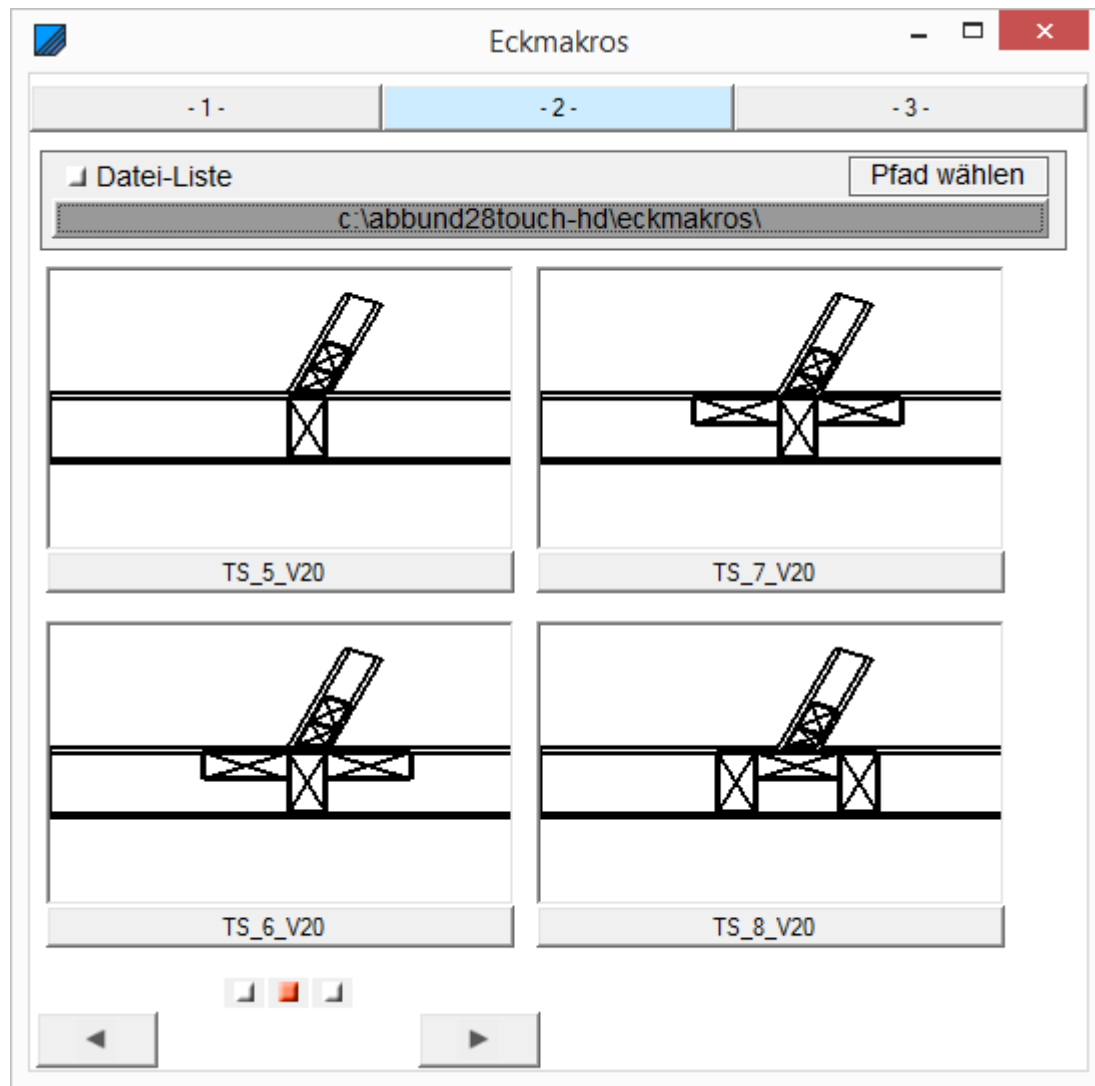 Eckmakros
- 1 -
- 2 -
- 3 -
Datei-Liste
Pfad wählen
c:\abbund28touch-hd\eckmakros\
TS_5_V20
TS_7_V20
TS_6_V20
TS_8_V20